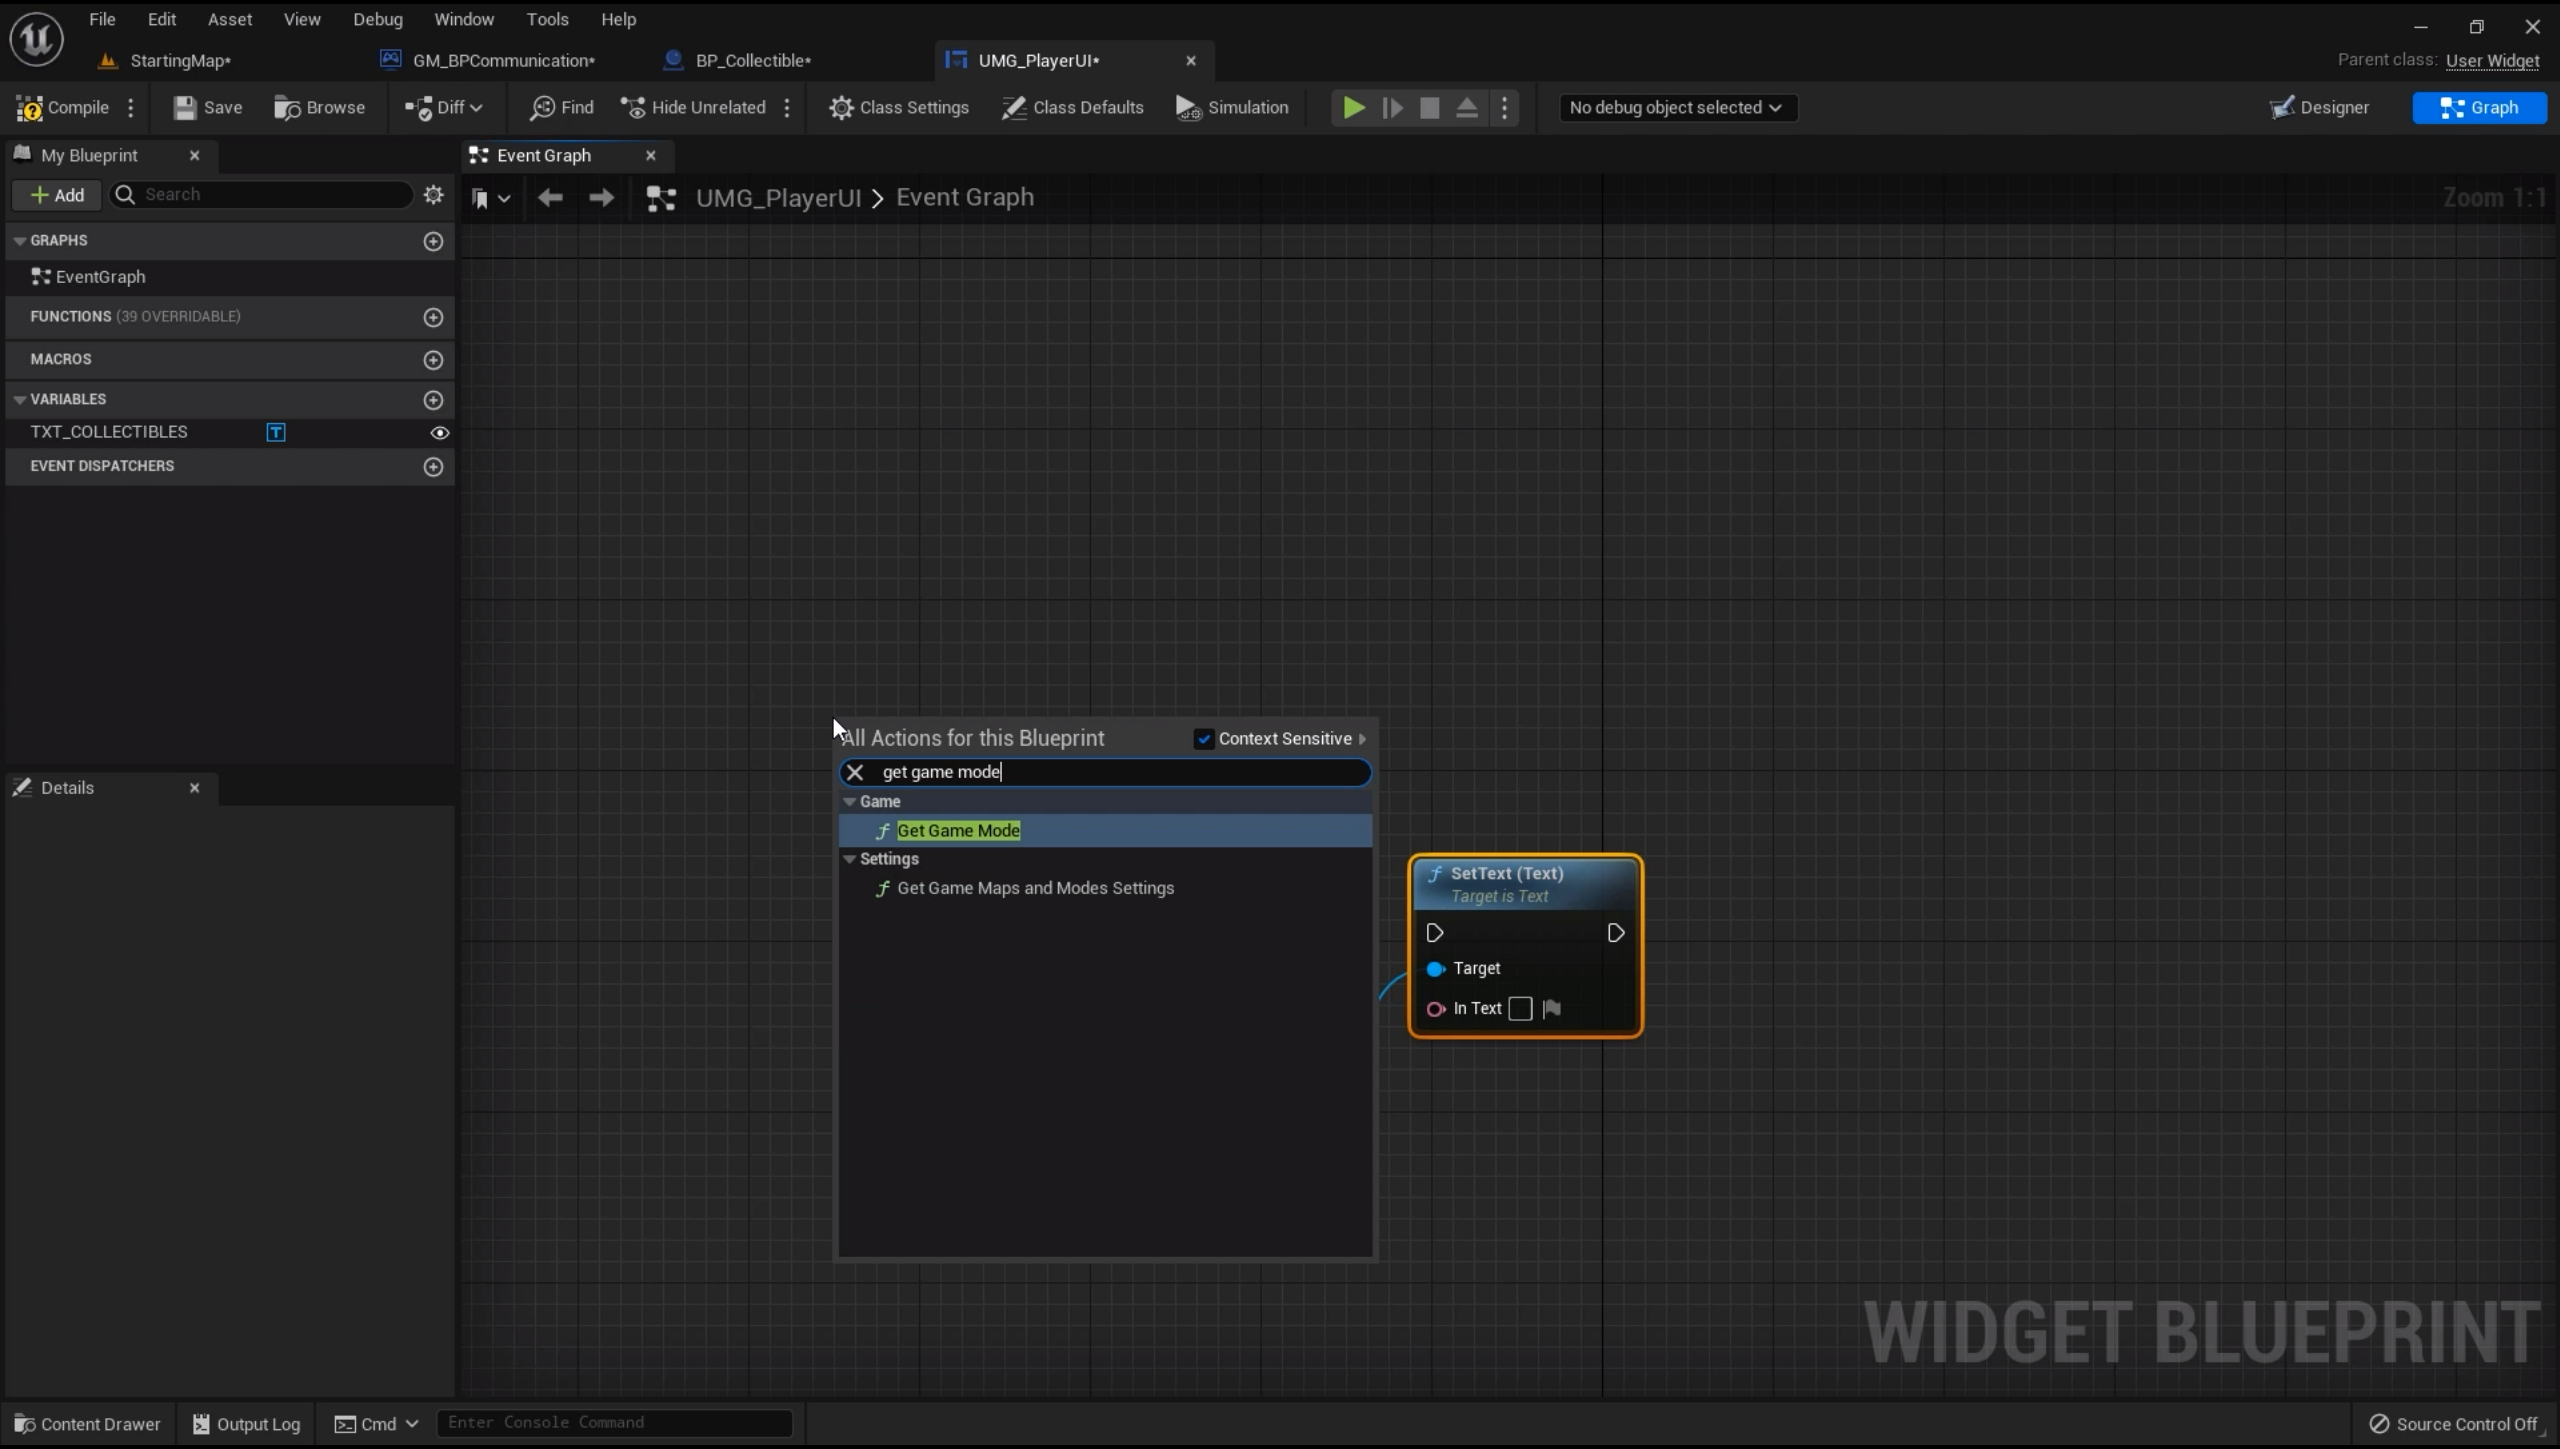 File Edit Asset View Debug Window Tools Help
StartingMap* GM_BPCommunication* BP_Collectible* UMG_PlayerUI* Parent class: User Widget
Compile Save Browse Diff Find Hide Unrelated Class Settings Class Defaults Simulation No debug object selected Designer Graph
My Blueprint Event Graph
Add Search UMG_PlayerUI > Event Graph Zoom 1:1
GRAPHS
EventGraph
FUNCTIONS (39 OVERRIDABLE)
MACROS
VARIABLES
TXT_COLLECTIBLES T
EVENT DISPATCHERS
Details
All Actions for this Blueprint Context Sensitive
get game mode
Game
f Get Game Mode
Settings
f Get Game Maps and Modes Settings
f SetText (Text)
Target is Text
Target
In Text
WIDGET BLUEPRINT
Content Drawer Output Log Cmd Enter Console Command Source Control Off